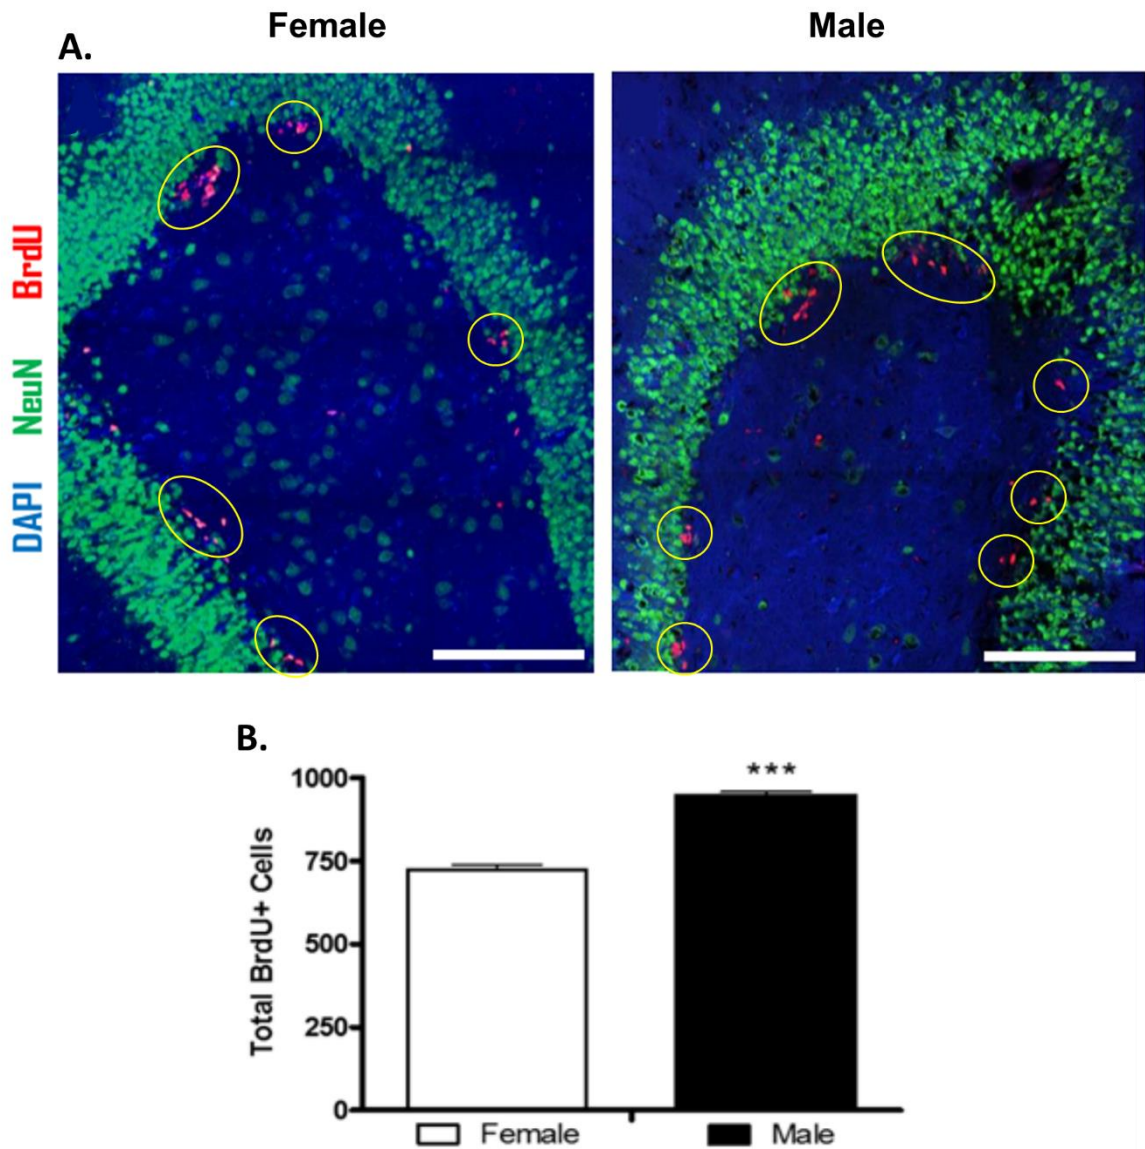 Female
Male
A.
BrdU
NeuN
DAPI
B.
***
1000
750
500
250
0
Total BrdU+ Cells
Female
Male